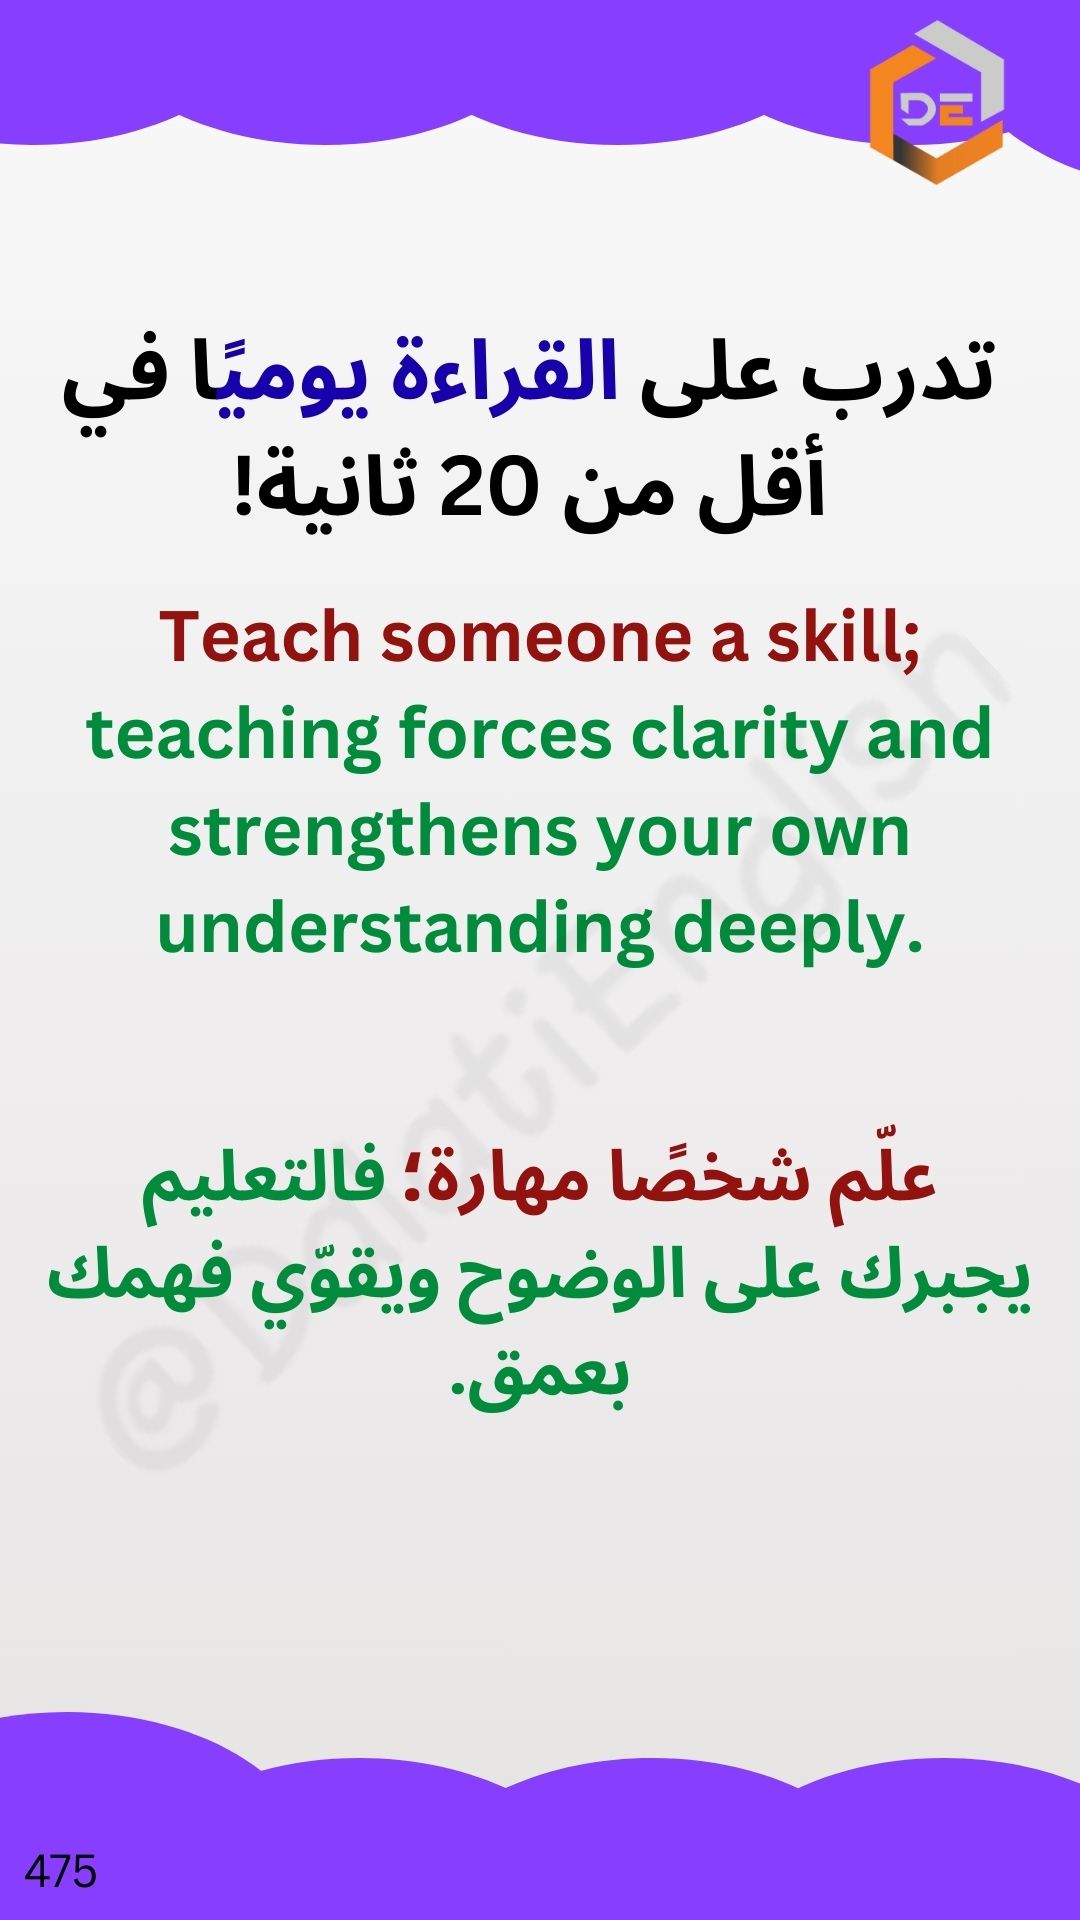 DE
تدرب على القراءة يوميًا في
أقل من 20 ثانية!
Teach someone a skill;
teaching forces clarity and
strengthens your own
understanding deeply.
علّم شخصًا مهارة؛ فالتعليم
يجبرك على الوضوح ويقوّي فهمك
بعمق.
@DalatiEnglish
475